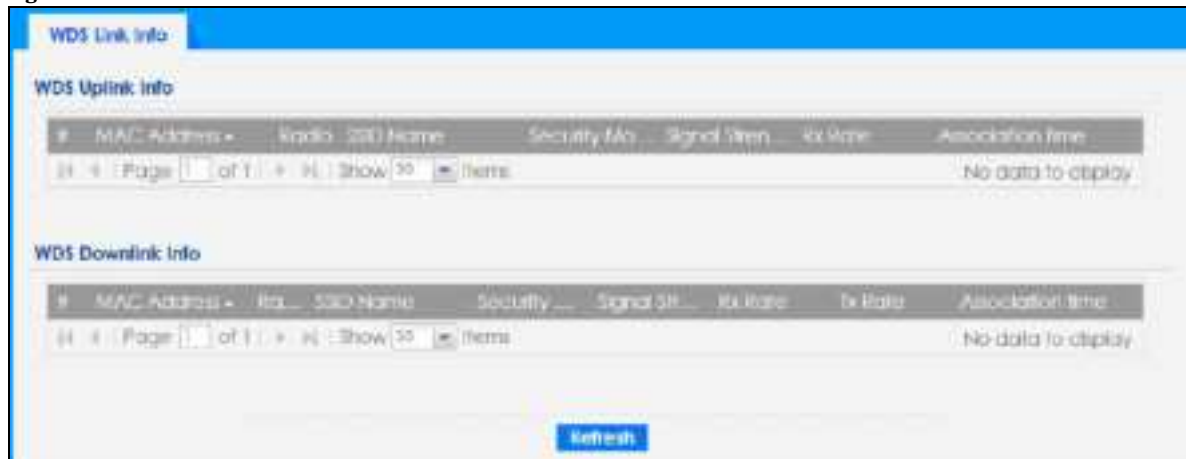 WDS Link Info
WDS Uplink Info
# MAC Address Radio SSID Name Security Mo... Signal Stren... Rx Rate Association time
Page 1 of 1 Show 50 Items No data to display
WDS Downlink Info
# MAC Address Ra... SSID Name Security ... Signal Str... Rx Rate Tx Rate Association time
Page 1 of 1 Show 50 Items No data to display
Refresh